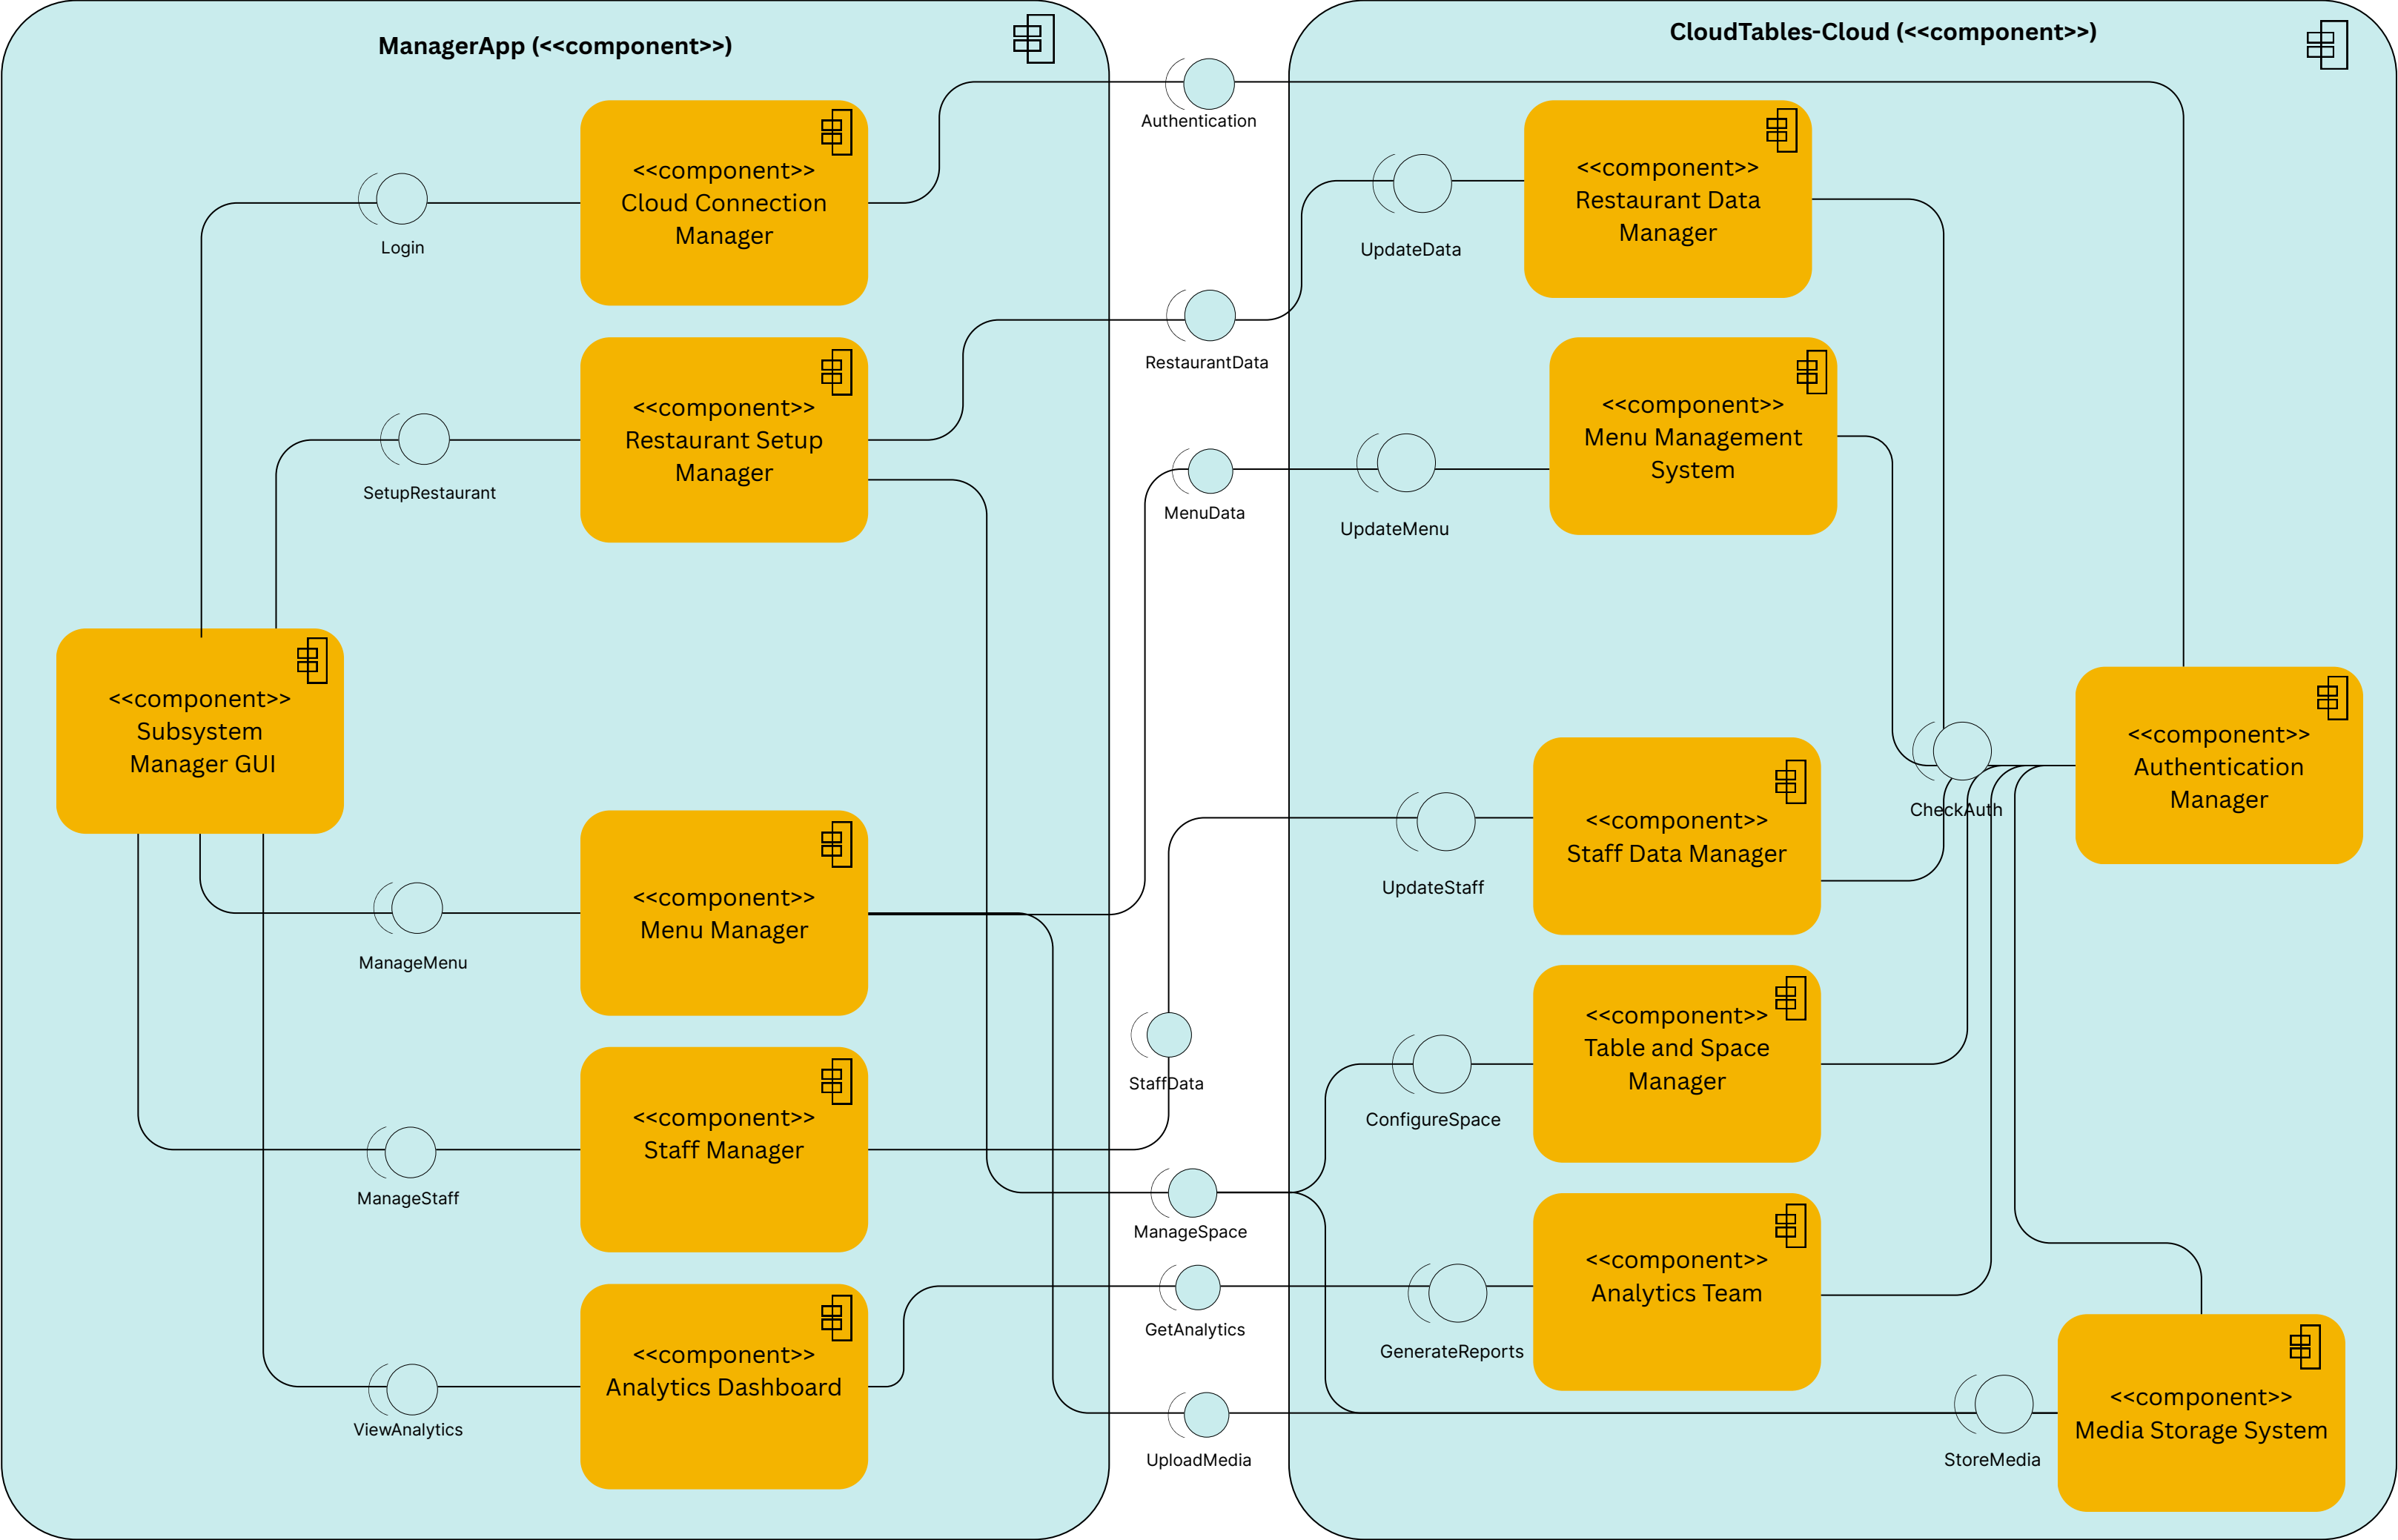 ManagerApp (<<component>>)
<<component>>
Cloud Connection
Manager
Login
<<component>>
Restaurant Setup
Manager
SetupRestaurant
<<component>>
Subsystem
Manager GUI
<<component>>
Menu Manager
ManageMenu
<<component>>
Staff Manager
ManageStaff
<<component>>
Analytics Dashboard
ViewAnalytics
Authentication
RestaurantData
MenuData
StaffData
ManageSpace
GetAnalytics
UploadMedia
CloudTables-Cloud (<<component>>)
<<component>>
Restaurant Data
Manager
UpdateData
<<component>>
Menu Management
System
UpdateMenu
<<component>>
Staff Data Manager
UpdateStaff
<<component>>
Table and Space
Manager
ConfigureSpace
<<component>>
Analytics Team
GenerateReports
CheckAuth
<<component>>
Authentication
Manager
<<component>>
Media Storage System
StoreMedia